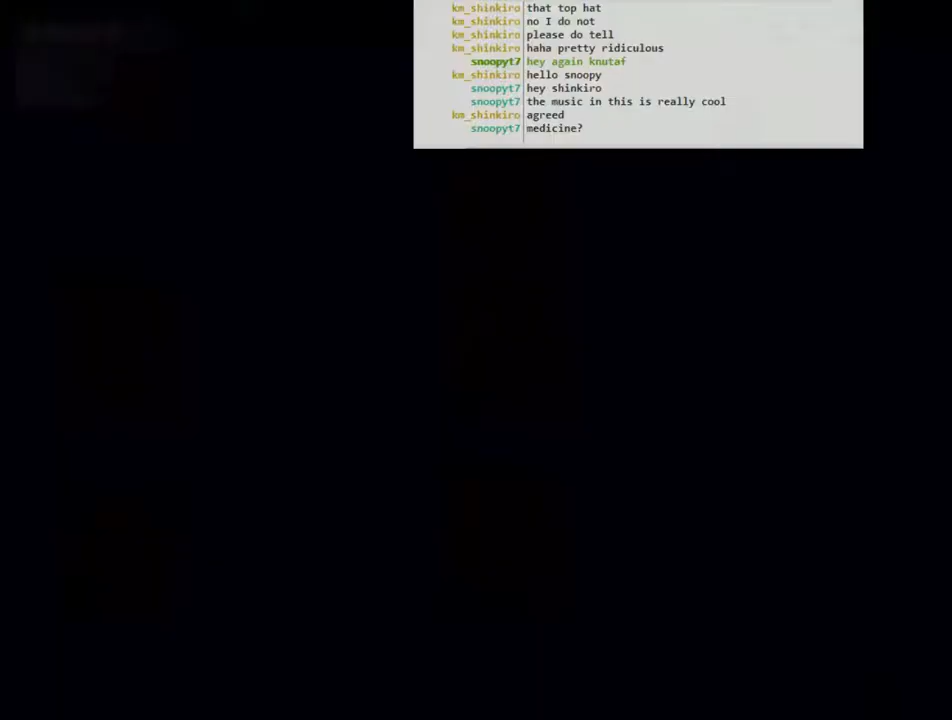 km_shinkiro that top hat
km_shinkiro no I do not
km_shinkiro please do tell
km_shinkiro haha pretty ridiculous
snoopyt7 hey again knutaf
km_shinkiro hello snoopy
snoopyt7 hey shinkiro
snoopyt7 the music in this is really cool
km_shinkiro agreed
snoopyt7 medicine?